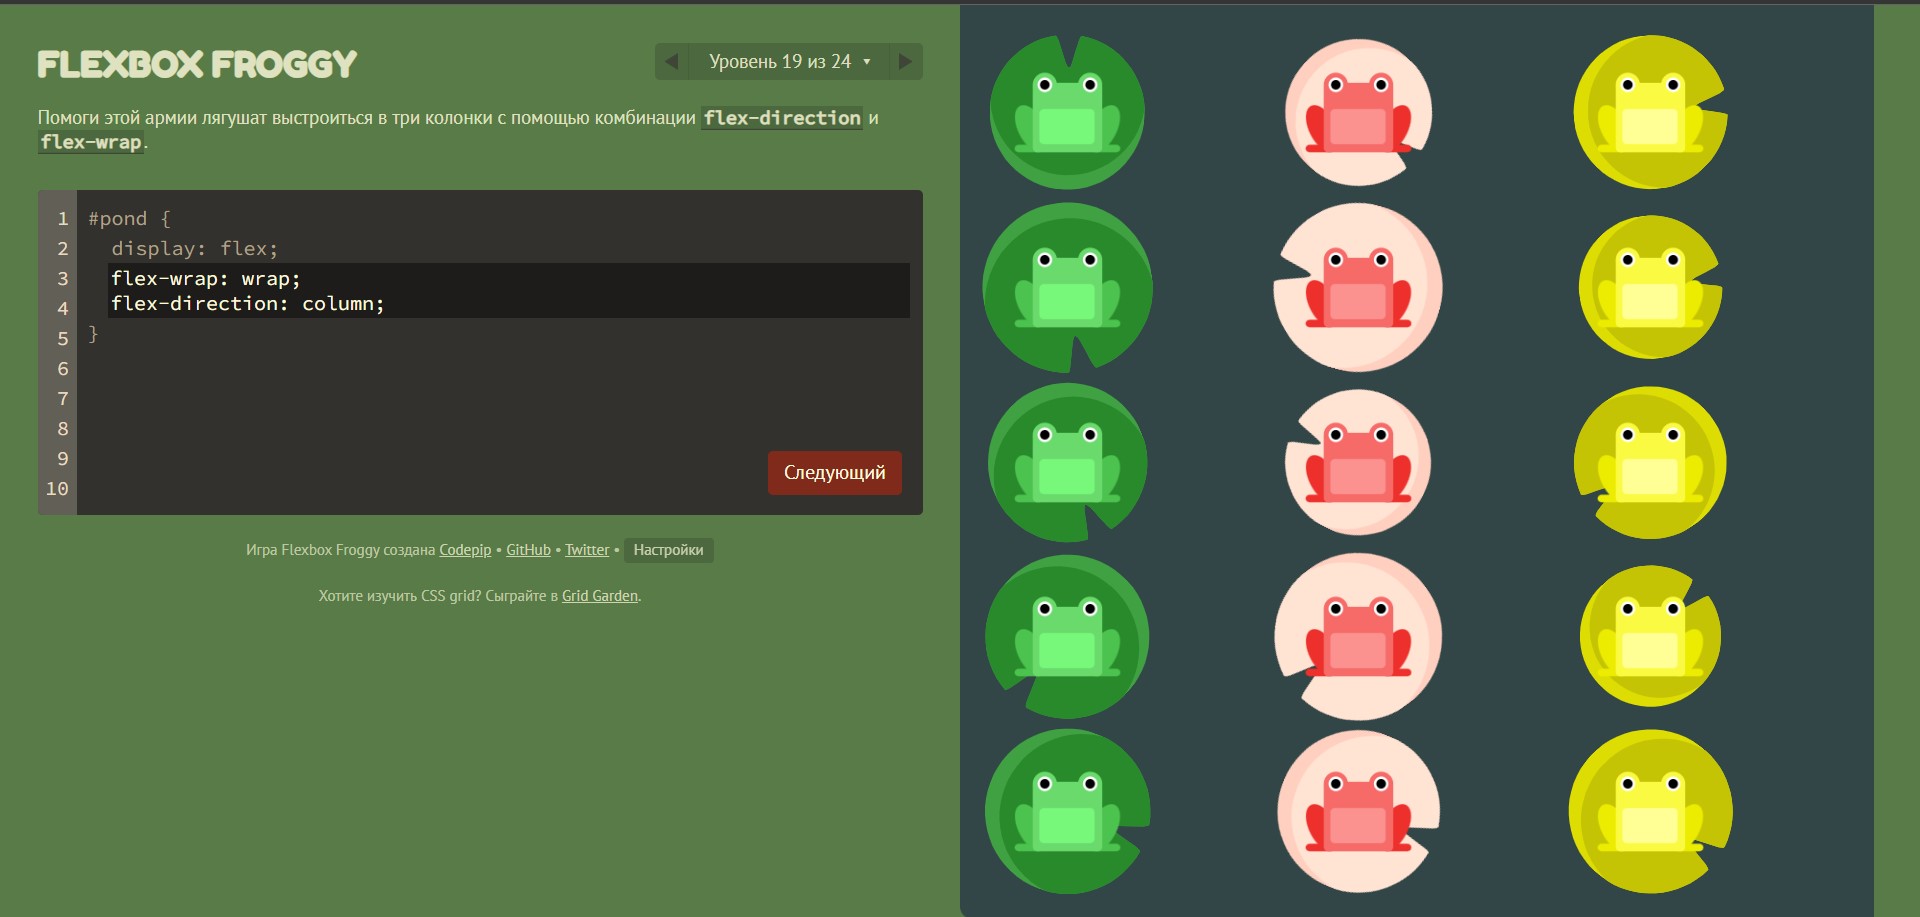 FLEXBOX FROGGY
◀ Уровень 19 из 24 ▼ ▶
Помоги этой армии лягушат выстроиться в три колонки с помощью комбинации flex-direction и
flex-wrap.
1 #pond {
2 display: flex;
3 flex-wrap: wrap;
4 flex-direction: column;
5 }
6
7
8
9
10
Следующий
Игра Flexbox Froggy создана Codepip • GitHub • Twitter • Настройки
Хотите изучить CSS grid? Сыграйте в Grid Garden.